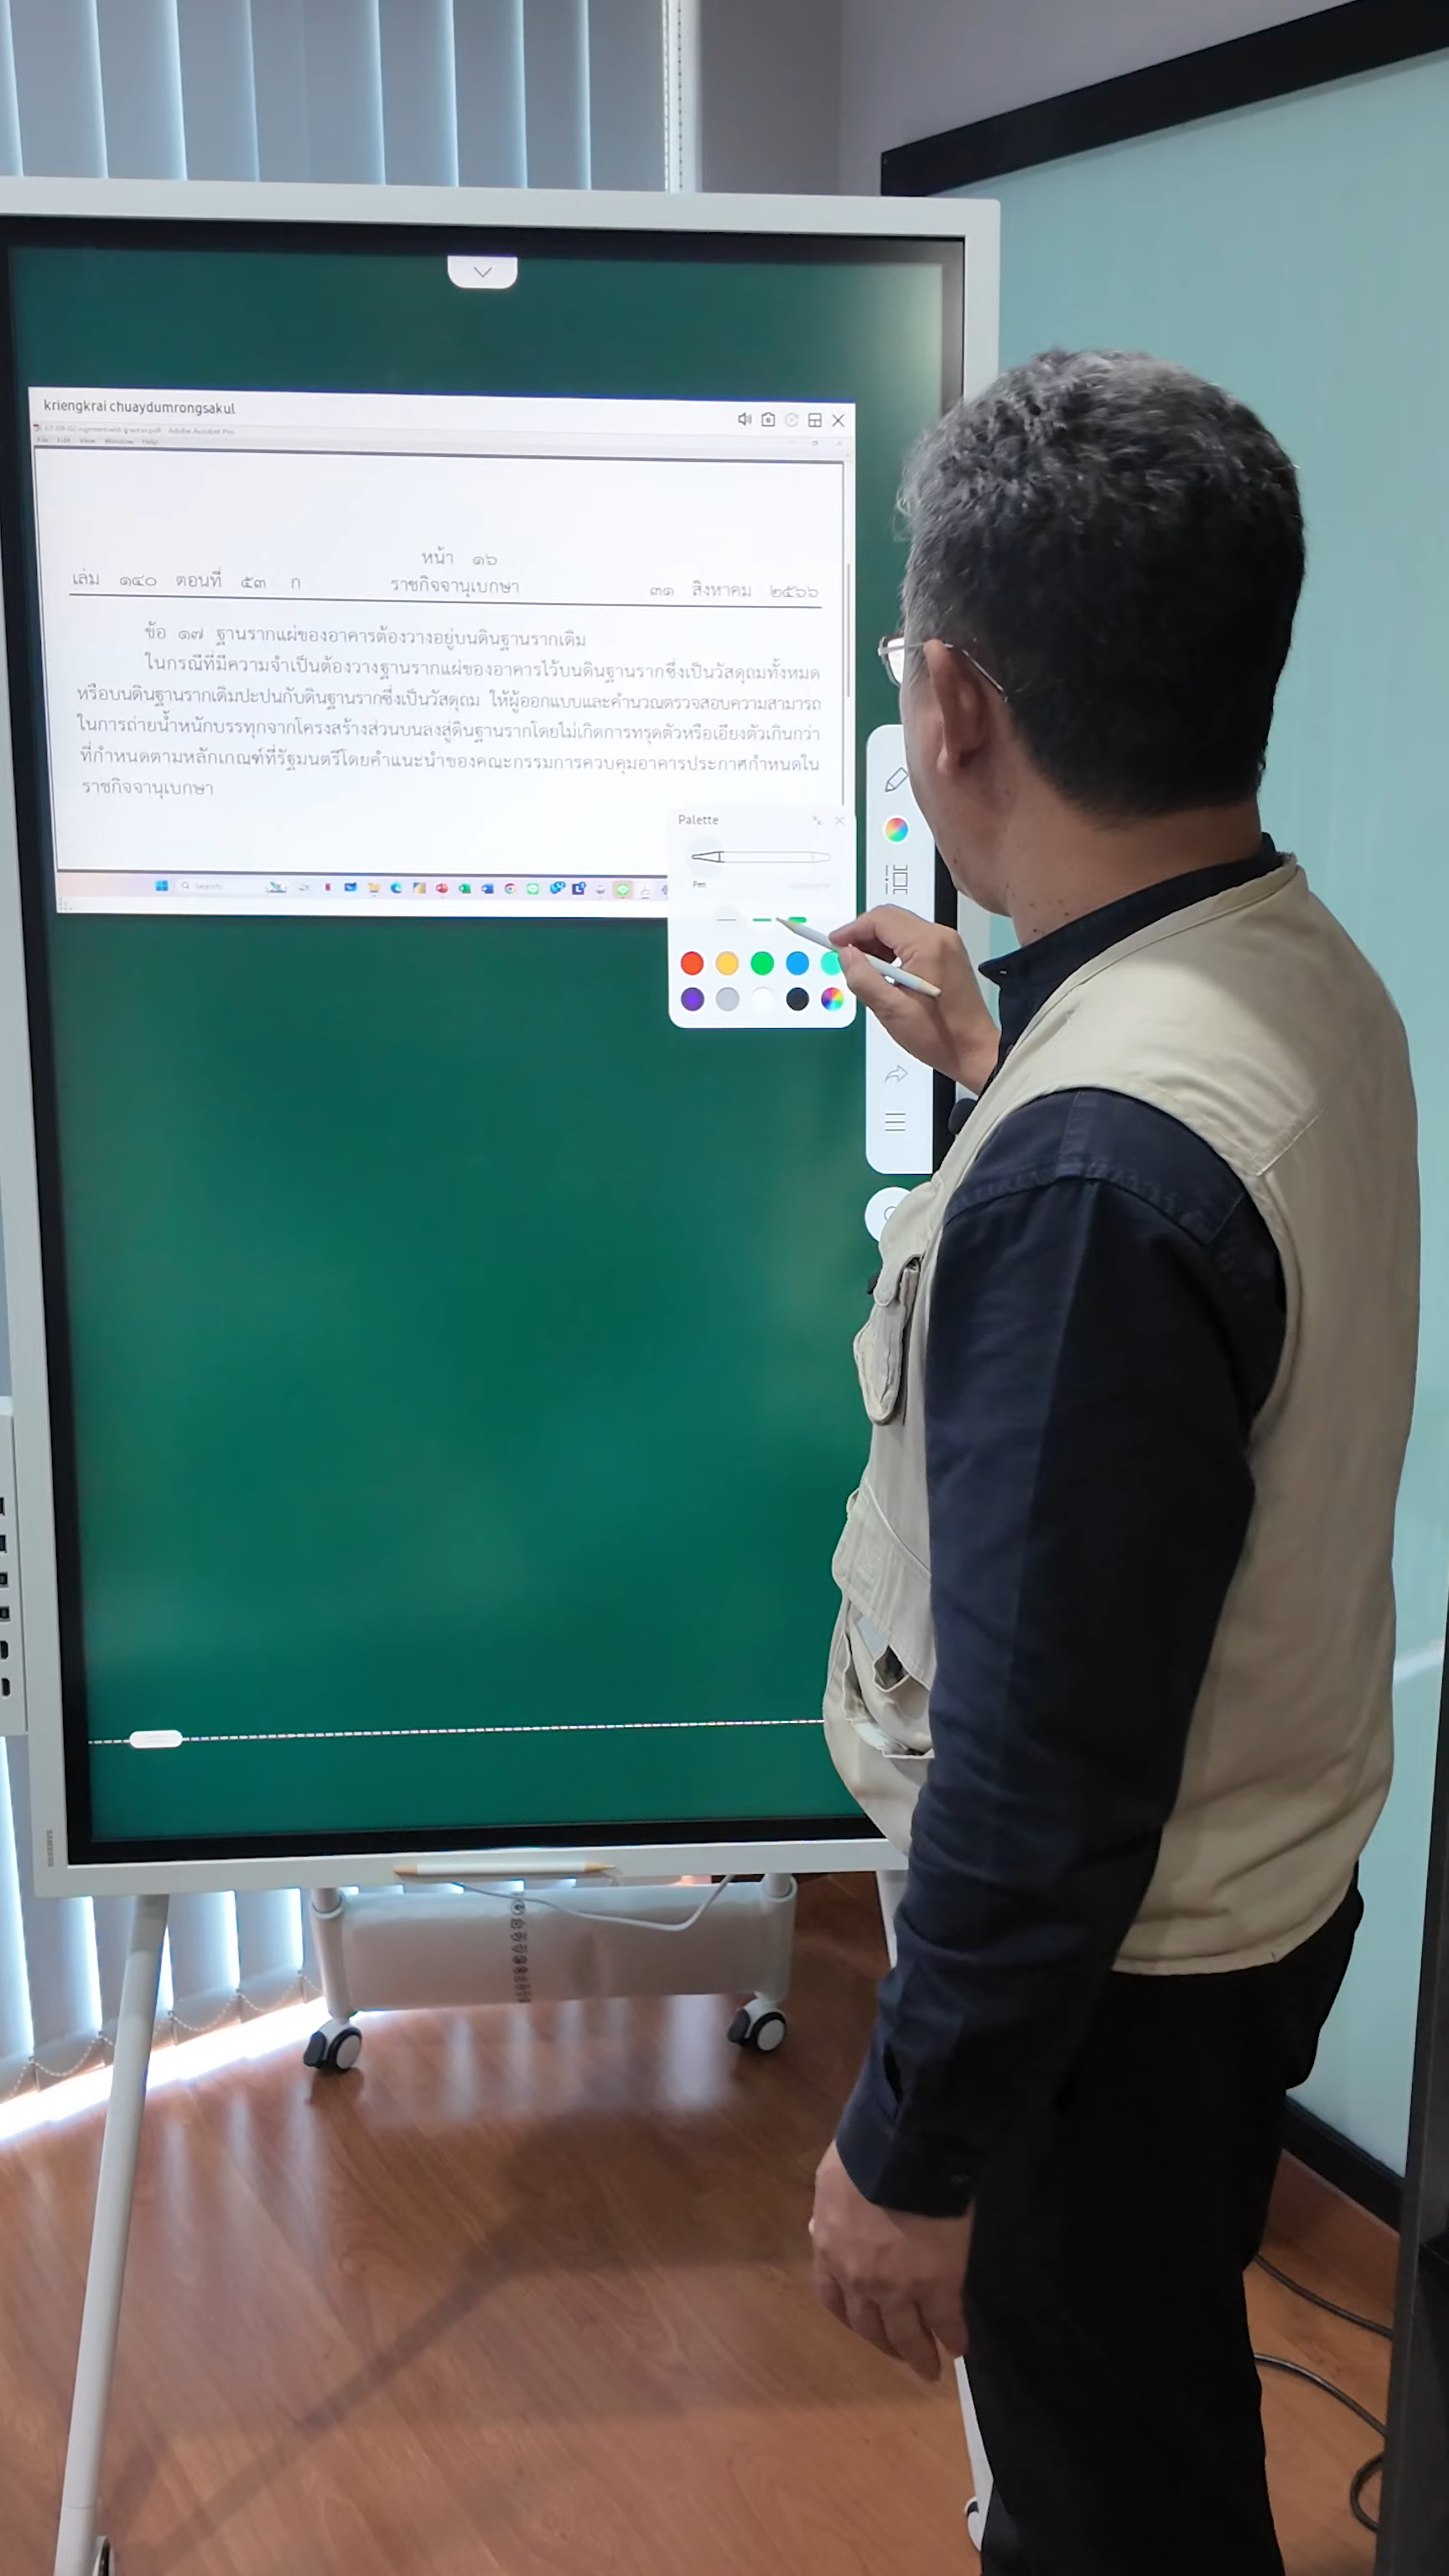 kriengkrai chuaydumrongsakul
File Edit View Window Help
หน้า ๑๖
เล่ม ๑๔๐ ตอนที่ ๕๓ ก ราชกิจจานุเบกษา ๓๑ สิงหาคม ๒๕๖๖
ข้อ ๑๗ ฐานรากแผ่ของอาคารต้องวางอยู่บนดินฐานรากเดิม
ในกรณีที่มีความจำเป็นต้องวางฐานรากแผ่ของอาคารไว้บนดินฐานรากซึ่งเป็นวัสดุถมทั้งหมด
หรือบนดินฐานรากเดิมปะปนกับดินฐานรากซึ่งเป็นวัสดุถม ให้ผู้ออกแบบและคำนวณตรวจสอบความสามารถ
ในการถ่ายน้ำหนักบรรทุกจากโครงสร้างส่วนบนลงสู่ดินฐานรากโดยไม่เกิดการทรุดตัวหรือเอียงตัวเกินกว่า
ที่กำหนดตามหลักเกณฑ์ที่รัฐมนตรีโดยคำแนะนำของคณะกรรมการควบคุมอาคารประกาศกำหนดใน
ราชกิจจานุเบกษา
Palette
Pen
Search
SAMSUNG